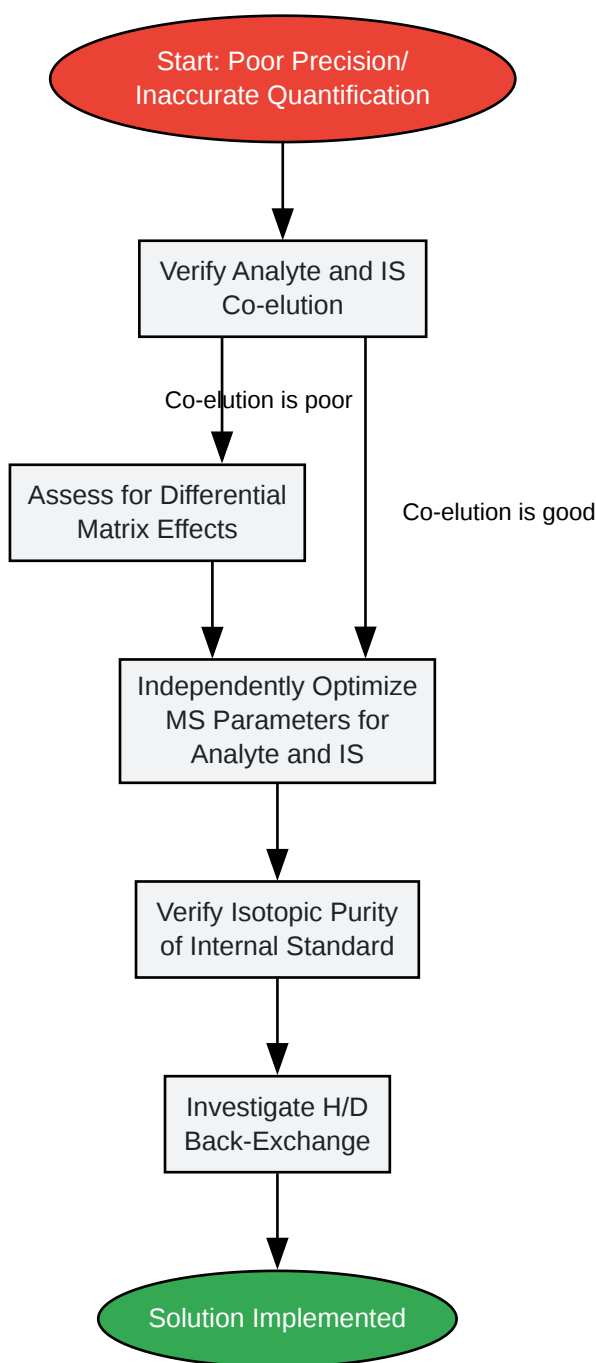 Start: Poor Precision/
Inaccurate Quantification
Verify Analyte and IS
Co-elution
Co-elution is poor
Assess for Differential
Matrix Effects
Co-elution is good
Independently Optimize
MS Parameters for
Analyte and IS
Verify Isotopic Purity
of Internal Standard
Investigate H/D
Back-Exchange
Solution Implemented